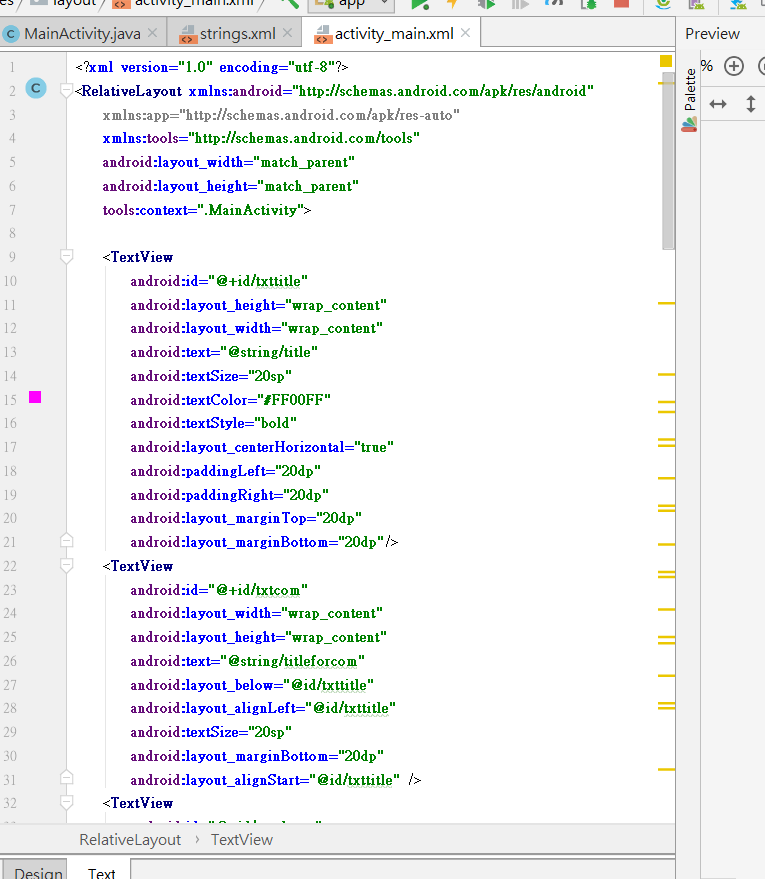 layout
activity_main.xml
app
MainActivity.java
strings.xml
activity_main.xml
Preview
1 <?xml version="1.0" encoding="utf-8"?>
2 <RelativeLayout xmlns:android="http://schemas.android.com/apk/res/android"
3 xmlns:app="http://schemas.android.com/apk/res-auto"
4 xmlns:tools="http://schemas.android.com/tools"
5 android:layout_width="match_parent"
6 android:layout_height="match_parent"
7 tools:context=".MainActivity">
8
9 <TextView
10 android:id="@+id/txttitle"
11 android:layout_height="wrap_content"
12 android:layout_width="wrap_content"
13 android:text="@string/title"
14 android:textSize="20sp"
15 android:textColor="#FF00FF"
16 android:textStyle="bold"
17 android:layout_centerHorizontal="true"
18 android:paddingLeft="20dp"
19 android:paddingRight="20dp"
20 android:layout_marginTop="20dp"
21 android:layout_marginBottom="20dp"/>
22 <TextView
23 android:id="@+id/txtcom"
24 android:layout_width="wrap_content"
25 android:layout_height="wrap_content"
26 android:text="@string/titleforcom"
27 android:layout_below="@id/txttitle"
28 android:layout_alignLeft="@id/txttitle"
29 android:textSize="20sp"
30 android:layout_marginBottom="20dp"
31 android:layout_alignStart="@id/txttitle" />
32 <TextView
C
%
Palette
RelativeLayout › TextView
Design Text